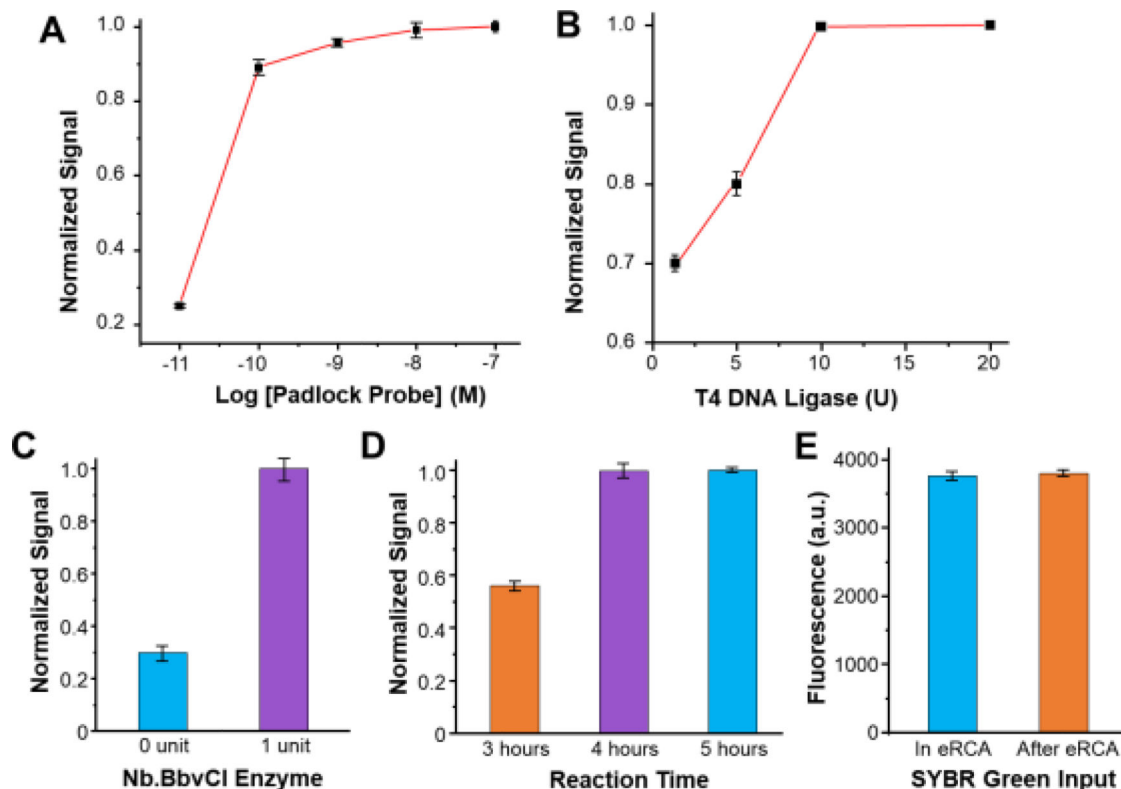 A
Normalized Signal
1.0
0.8
0.6
0.4
0.2
-11 -10 -9 -8 -7
Log [Padlock Probe] (M)
B
Normalized Signal
1.0
0.9
0.8
0.7
0.6
0 5 10 15 20
T4 DNA Ligase (U)
C
Normalized Signal
1.0
0.8
0.6
0.4
0.2
0
0 unit 1 unit
Nb.BbvCI Enzyme
D
Normalized Signal
1.0
0.8
0.6
0.4
0.2
0
3 hours 4 hours 5 hours
Reaction Time
E
Fluorescence (a.u.)
4000
3000
2000
1000
0
In eRCA After eRCA
SYBR Green Input